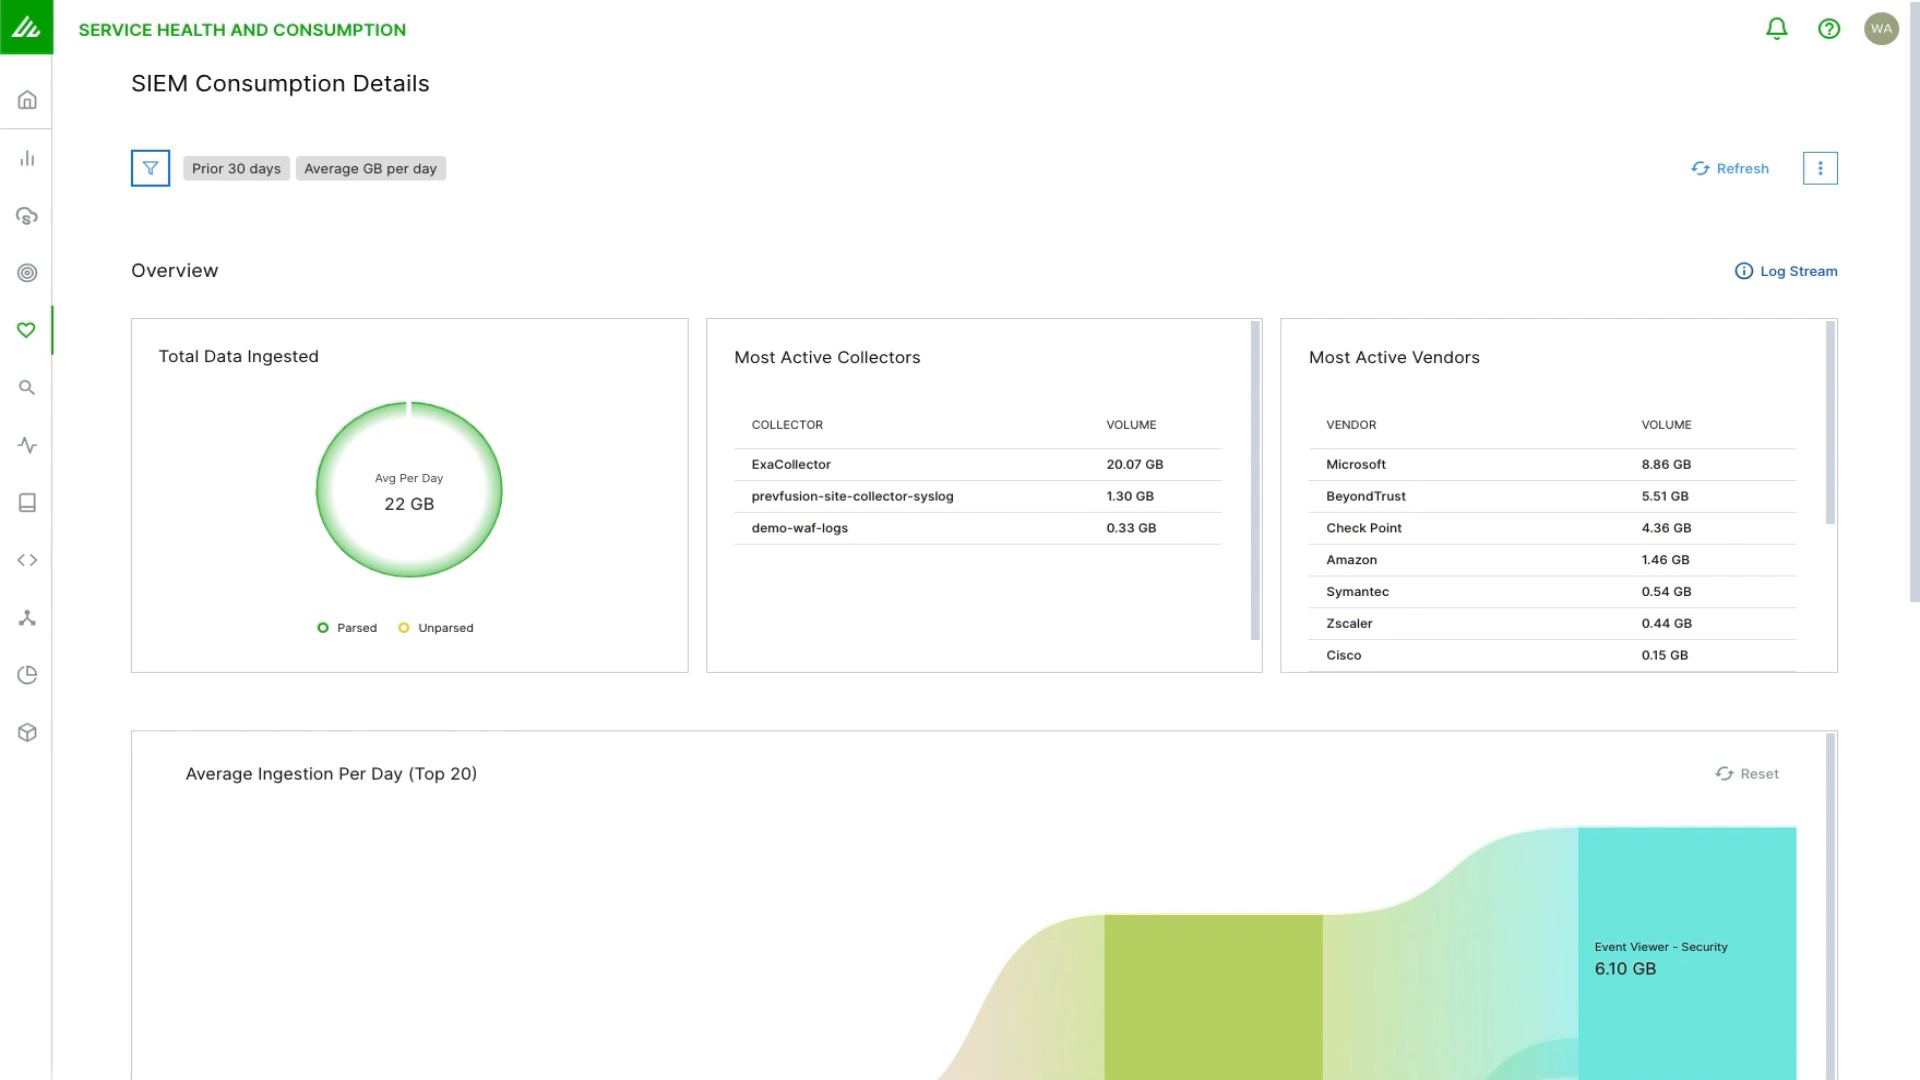 SERVICE HEALTH AND CONSUMPTION
WA
SIEM Consumption Details
Prior 30 days
Average GB per day
Refresh
Overview
Log Stream
Total Data Ingested
Avg Per Day
22 GB
Parsed
Unparsed
Most Active Collectors
COLLECTOR VOLUME
ExaCollector 20.07 GB
prevfusion-site-collector-syslog 1.30 GB
demo-waf-logs 0.33 GB
Most Active Vendors
VENDOR VOLUME
Microsoft 8.86 GB
BeyondTrust 5.51 GB
Check Point 4.36 GB
Amazon 1.46 GB
Symantec 0.54 GB
Zscaler 0.44 GB
Cisco 0.15 GB
Average Ingestion Per Day (Top 20)
Reset
Event Viewer - Security
6.10 GB